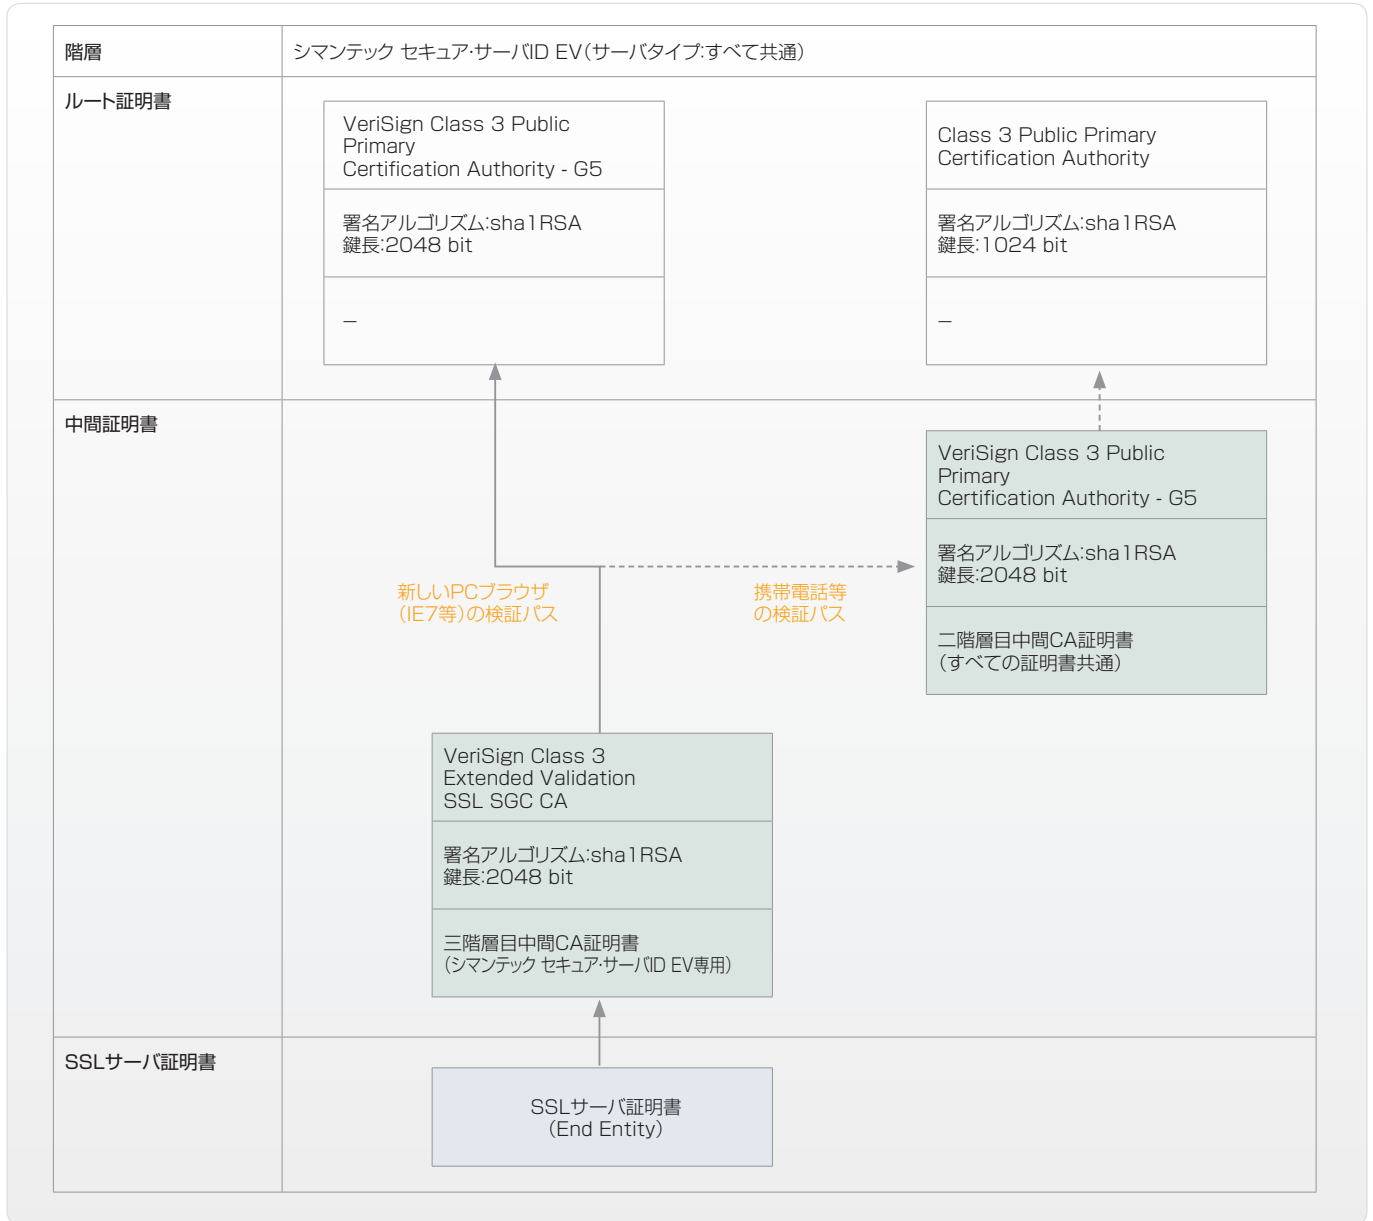 階層
シマンテック セキュア・サーバID EV(サーバタイプ:すべて共通)
ルート証明書
VeriSign Class 3 Public
Primary
Certification Authority - G5
署名アルゴリズム:sha1RSA
鍵長:2048 bit
—
Class 3 Public Primary
Certification Authority
署名アルゴリズム:sha1RSA
鍵長:1024 bit
—
中間証明書
VeriSign Class 3 Public
Primary
Certification Authority - G5
署名アルゴリズム:sha1RSA
鍵長:2048 bit
二階層目中間CA証明書
(すべての証明書共通)
新しいPCブラウザ
(IE7等)の検証パス
携帯電話等
の検証パス
VeriSign Class 3
Extended Validation
SSL SGC CA
署名アルゴリズム:sha1RSA
鍵長:2048 bit
三階層目中間CA証明書
(シマンテック セキュア・サーバID EV専用)
SSLサーバ証明書
SSLサーバ証明書
(End Entity)